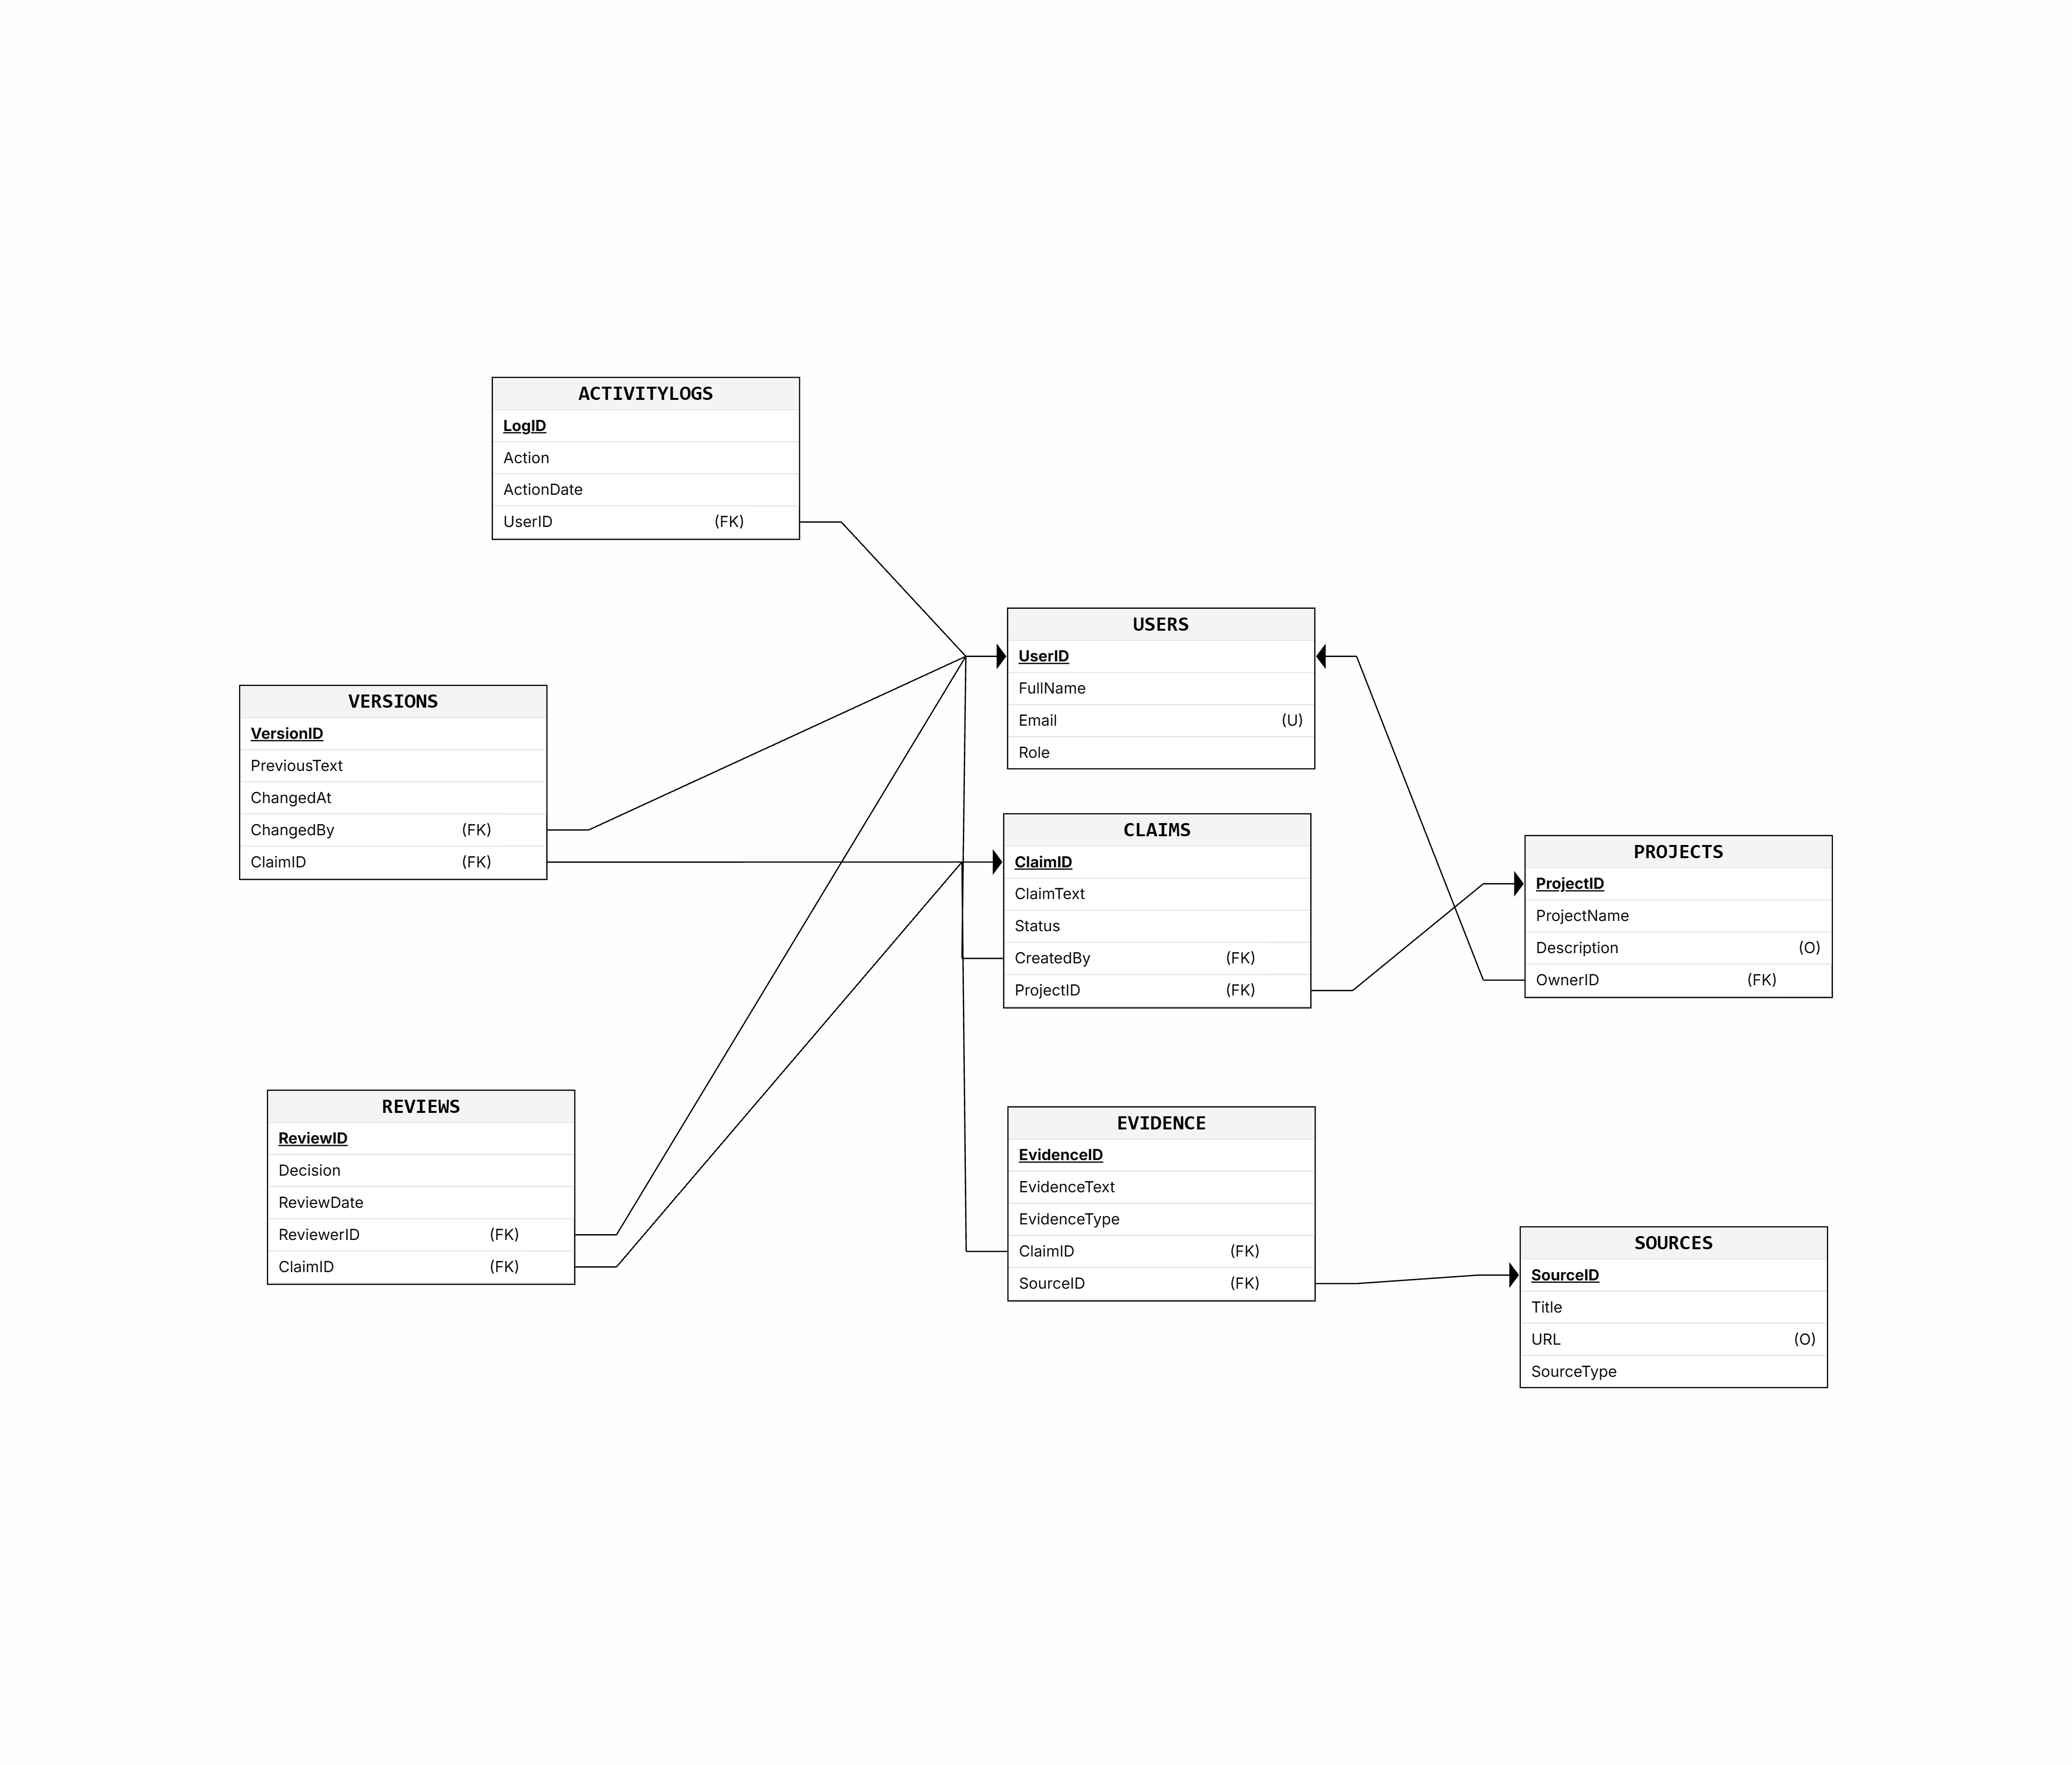 ACTIVITYLOGS
LogID
Action
ActionDate
UserID (FK)
USERS
UserID
FullName
Email (U)
Role
VERSIONS
VersionID
PreviousText
ChangedAt
ChangedBy (FK)
ClaimID (FK)
CLAIMS
ClaimID
ClaimText
Status
CreatedBy (FK)
ProjectID (FK)
PROJECTS
ProjectID
ProjectName
Description (O)
OwnerID (FK)
REVIEWS
ReviewID
Decision
ReviewDate
ReviewerID (FK)
ClaimID (FK)
EVIDENCE
EvidenceID
EvidenceText
EvidenceType
ClaimID (FK)
SourceID (FK)
SOURCES
SourceID
Title
URL (O)
SourceType